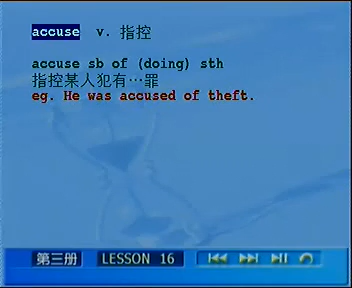 accuse v. 指控
accuse sb of (doing) sth
指控某人犯有…罪
eg. He was accused of theft.
第三册 LESSON 16